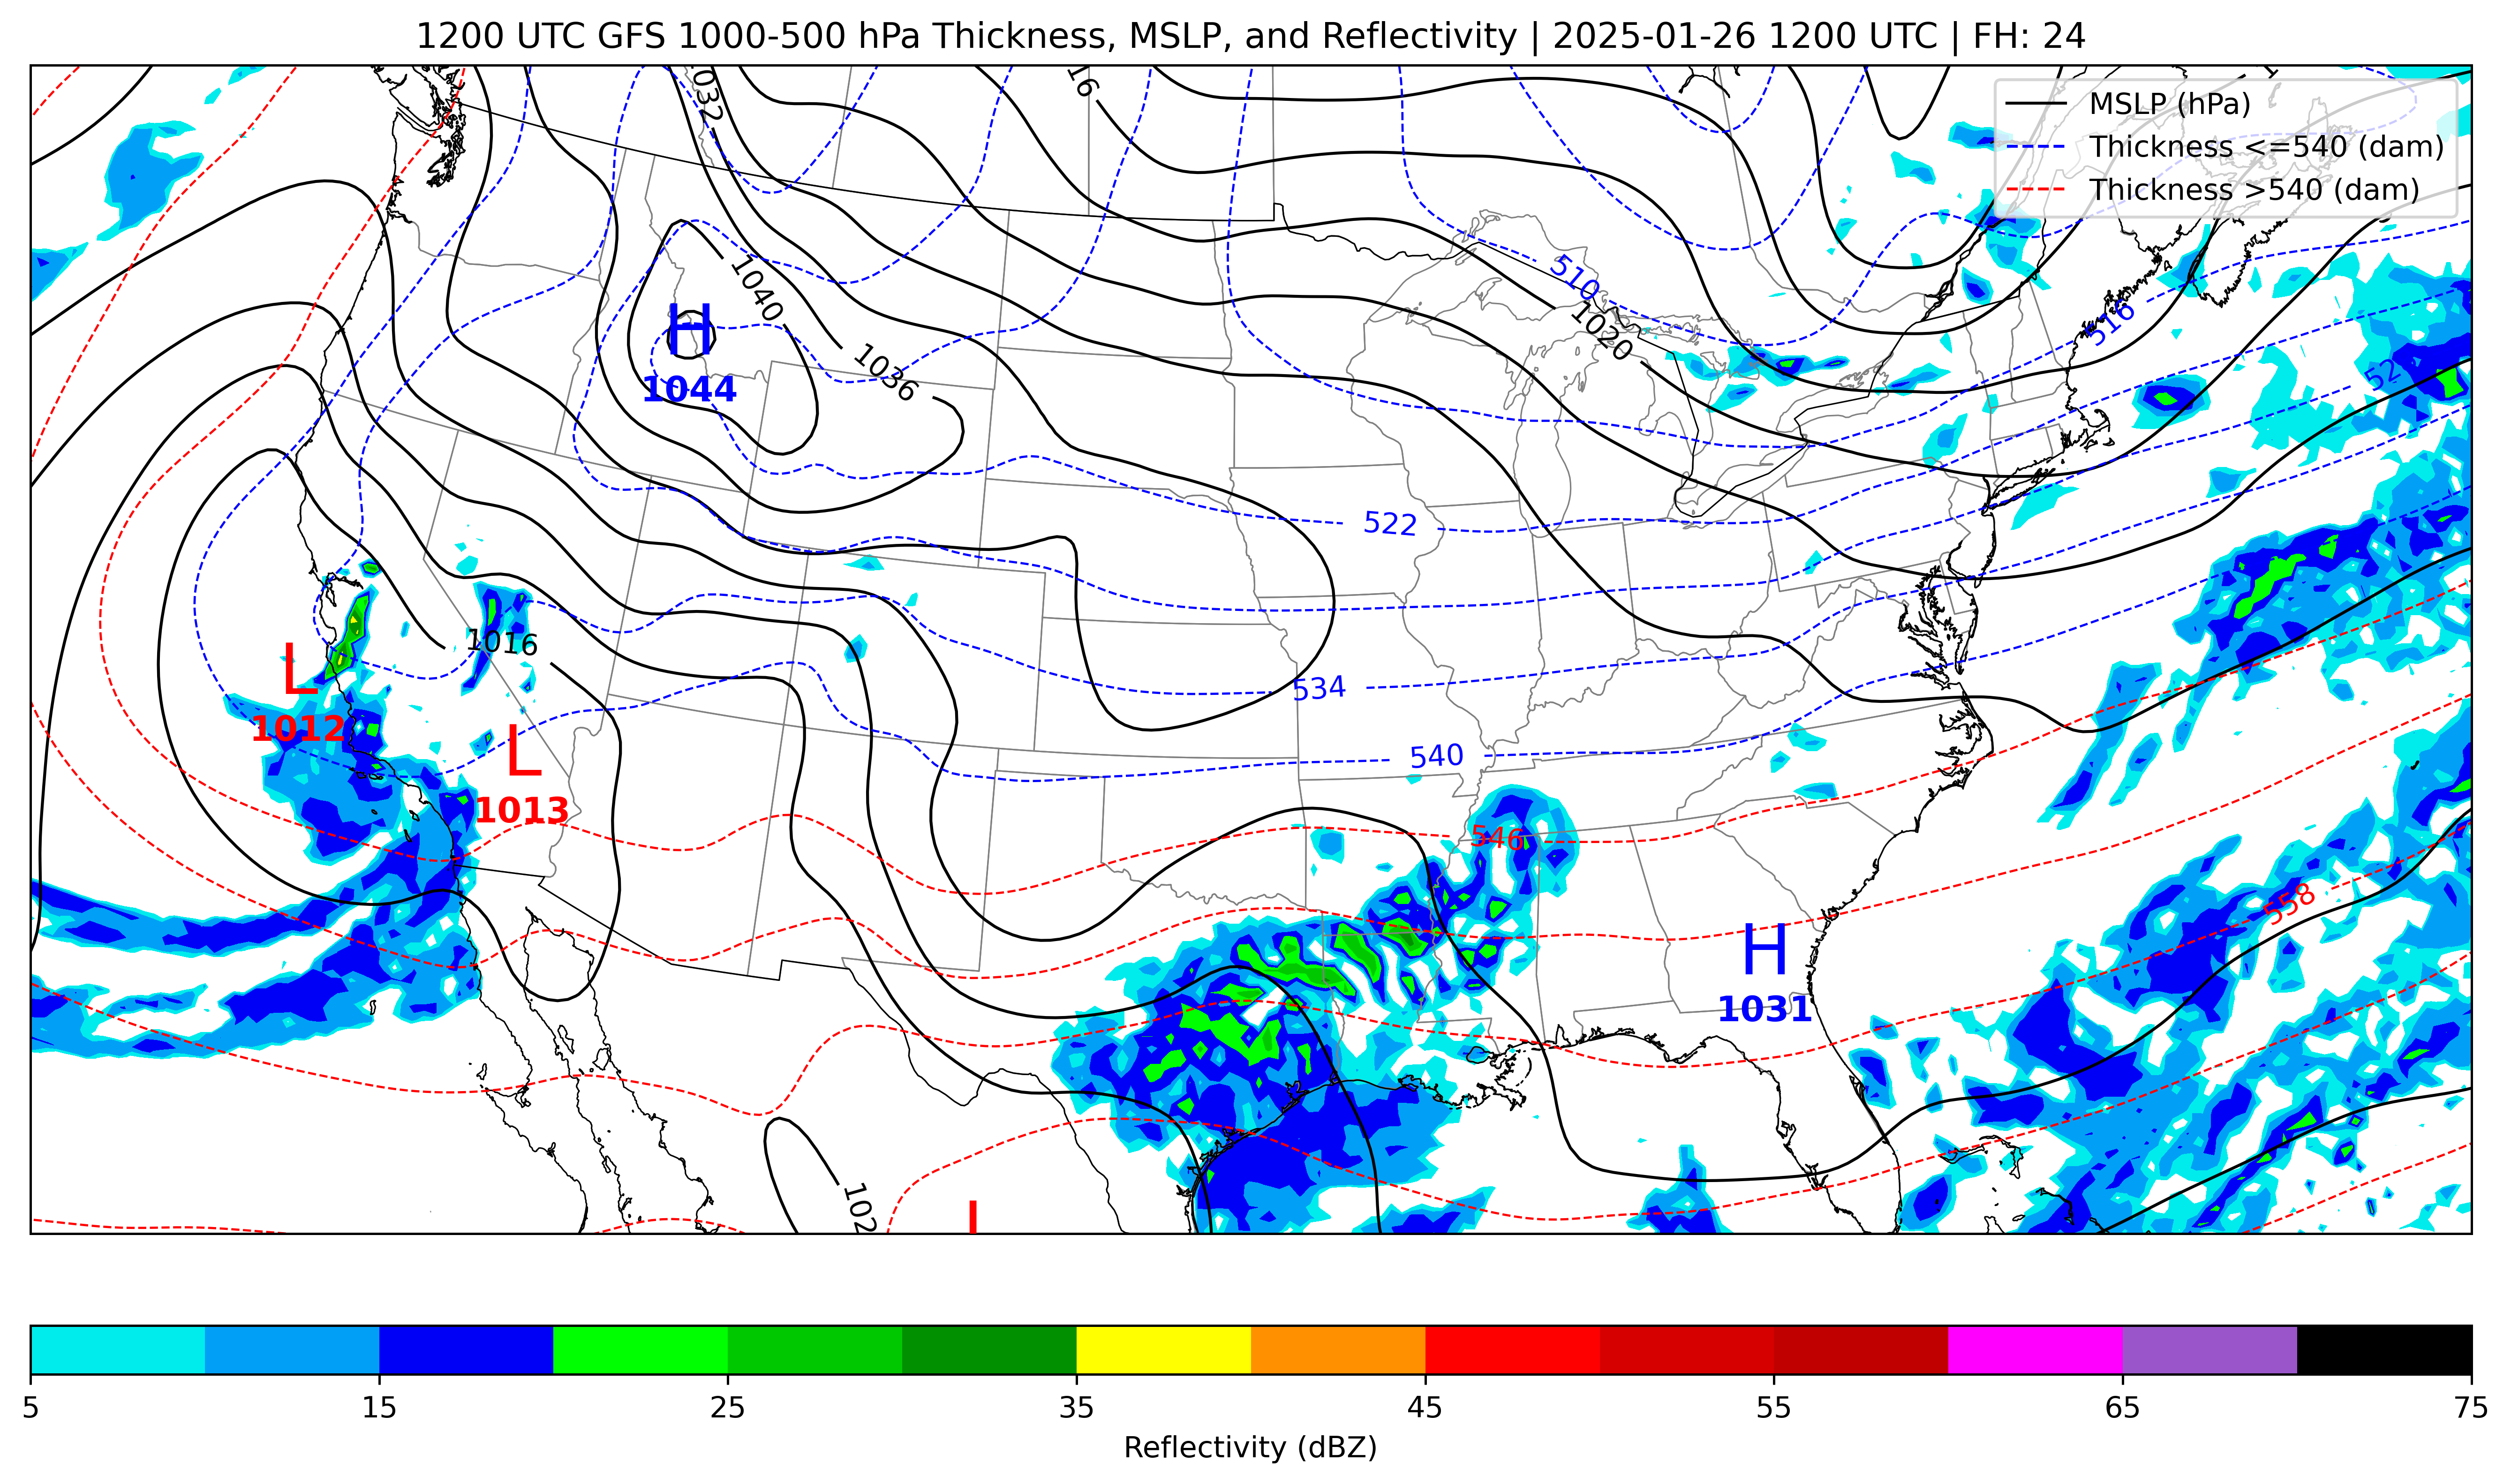 1200 UTC GFS 1000-500 hPa Thickness, MSLP, and Reflectivity | 2025-01-26 1200 UTC | FH: 24
MSLP (hPa)
Thickness <=540 (dam)
Thickness >540 (dam)
1032
16
1040
510
1020
516
H
1044
1036
52
522
1016
L
1012
534
L
1013
540
546
558
H
1031
102
L
5 15 25 35 45 55 65 75
Reflectivity (dBZ)